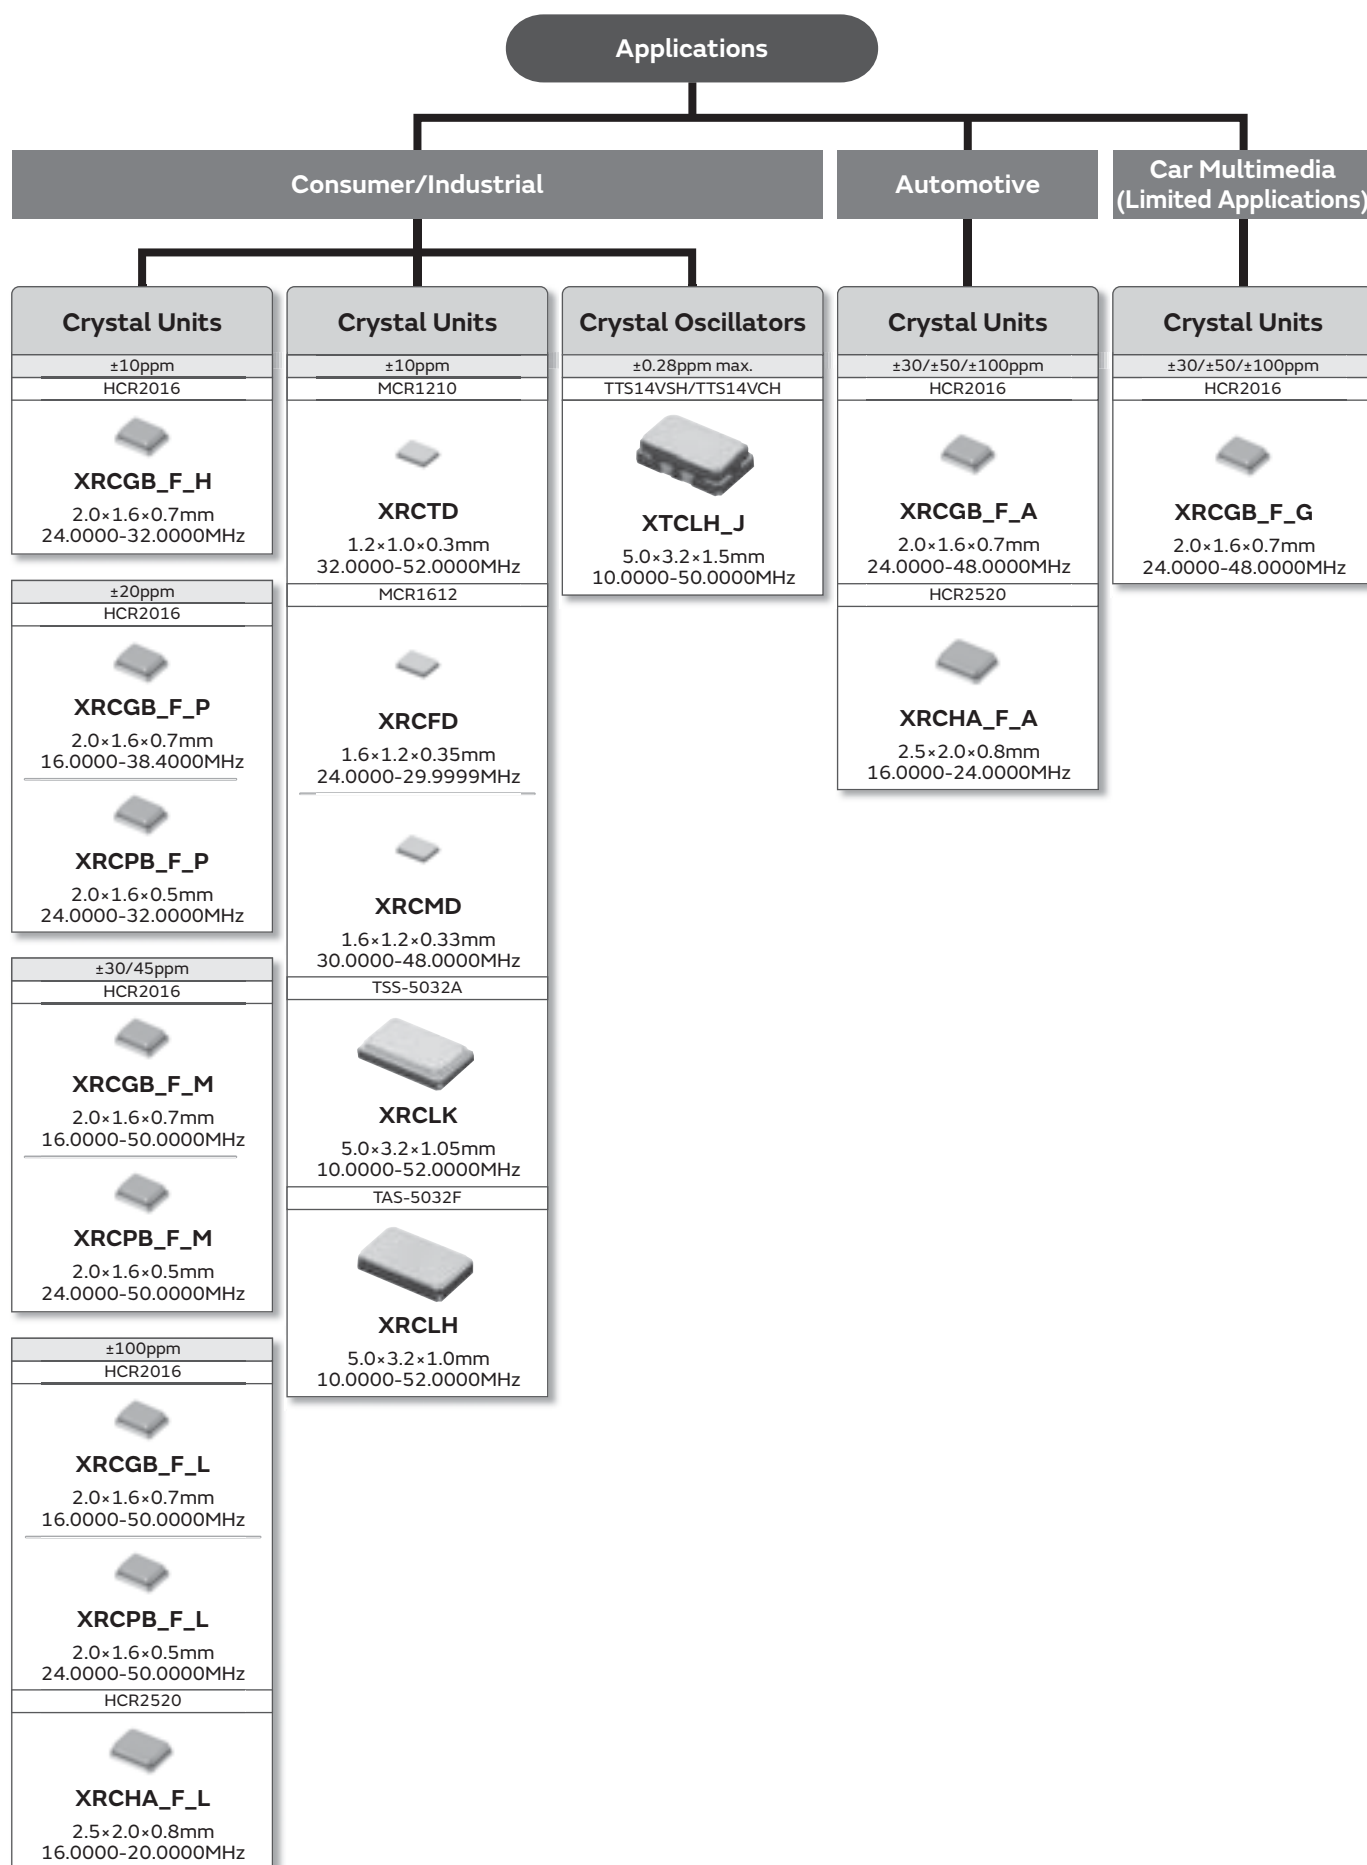 Applications
Consumer/Industrial
Automotive
Car Multimedia
(Limited Applications)
Crystal Units
±10ppm
HCR2016
XRCGB_F_H
2.0×1.6×0.7mm
24.0000-32.0000MHz
±20ppm
HCR2016
XRCGB_F_P
2.0×1.6×0.7mm
16.0000-38.4000MHz
XRCPB_F_P
2.0×1.6×0.5mm
24.0000-32.0000MHz
±30/45ppm
HCR2016
XRCGB_F_M
2.0×1.6×0.7mm
16.0000-50.0000MHz
XRCPB_F_M
2.0×1.6×0.5mm
24.0000-50.0000MHz
±100ppm
HCR2016
XRCGB_F_L
2.0×1.6×0.7mm
16.0000-50.0000MHz
XRCPB_F_L
2.0×1.6×0.5mm
24.0000-50.0000MHz
HCR2520
XRCHA_F_L
2.5×2.0×0.8mm
16.0000-20.0000MHz
Crystal Units
±10ppm
MCR1210
XRCTD
1.2×1.0×0.3mm
32.0000-52.0000MHz
MCR1612
XRCFD
1.6×1.2×0.35mm
24.0000-29.9999MHz
XRCMD
1.6×1.2×0.33mm
30.0000-48.0000MHz
TSS-5032A
XRCLK
5.0×3.2×1.05mm
10.0000-52.0000MHz
TAS-5032F
XRCLH
5.0×3.2×1.0mm
10.0000-52.0000MHz
Crystal Oscillators
±0.28ppm max.
TTS14VSH/TTS14VCH
XTCLH_J
5.0×3.2×1.5mm
10.0000-50.0000MHz
Crystal Units
±30/±50/±100ppm
HCR2016
XRCGB_F_A
2.0×1.6×0.7mm
24.0000-48.0000MHz
HCR2520
XRCHA_F_A
2.5×2.0×0.8mm
16.0000-24.0000MHz
Crystal Units
±30/±50/±100ppm
HCR2016
XRCGB_F_G
2.0×1.6×0.7mm
24.0000-48.0000MHz